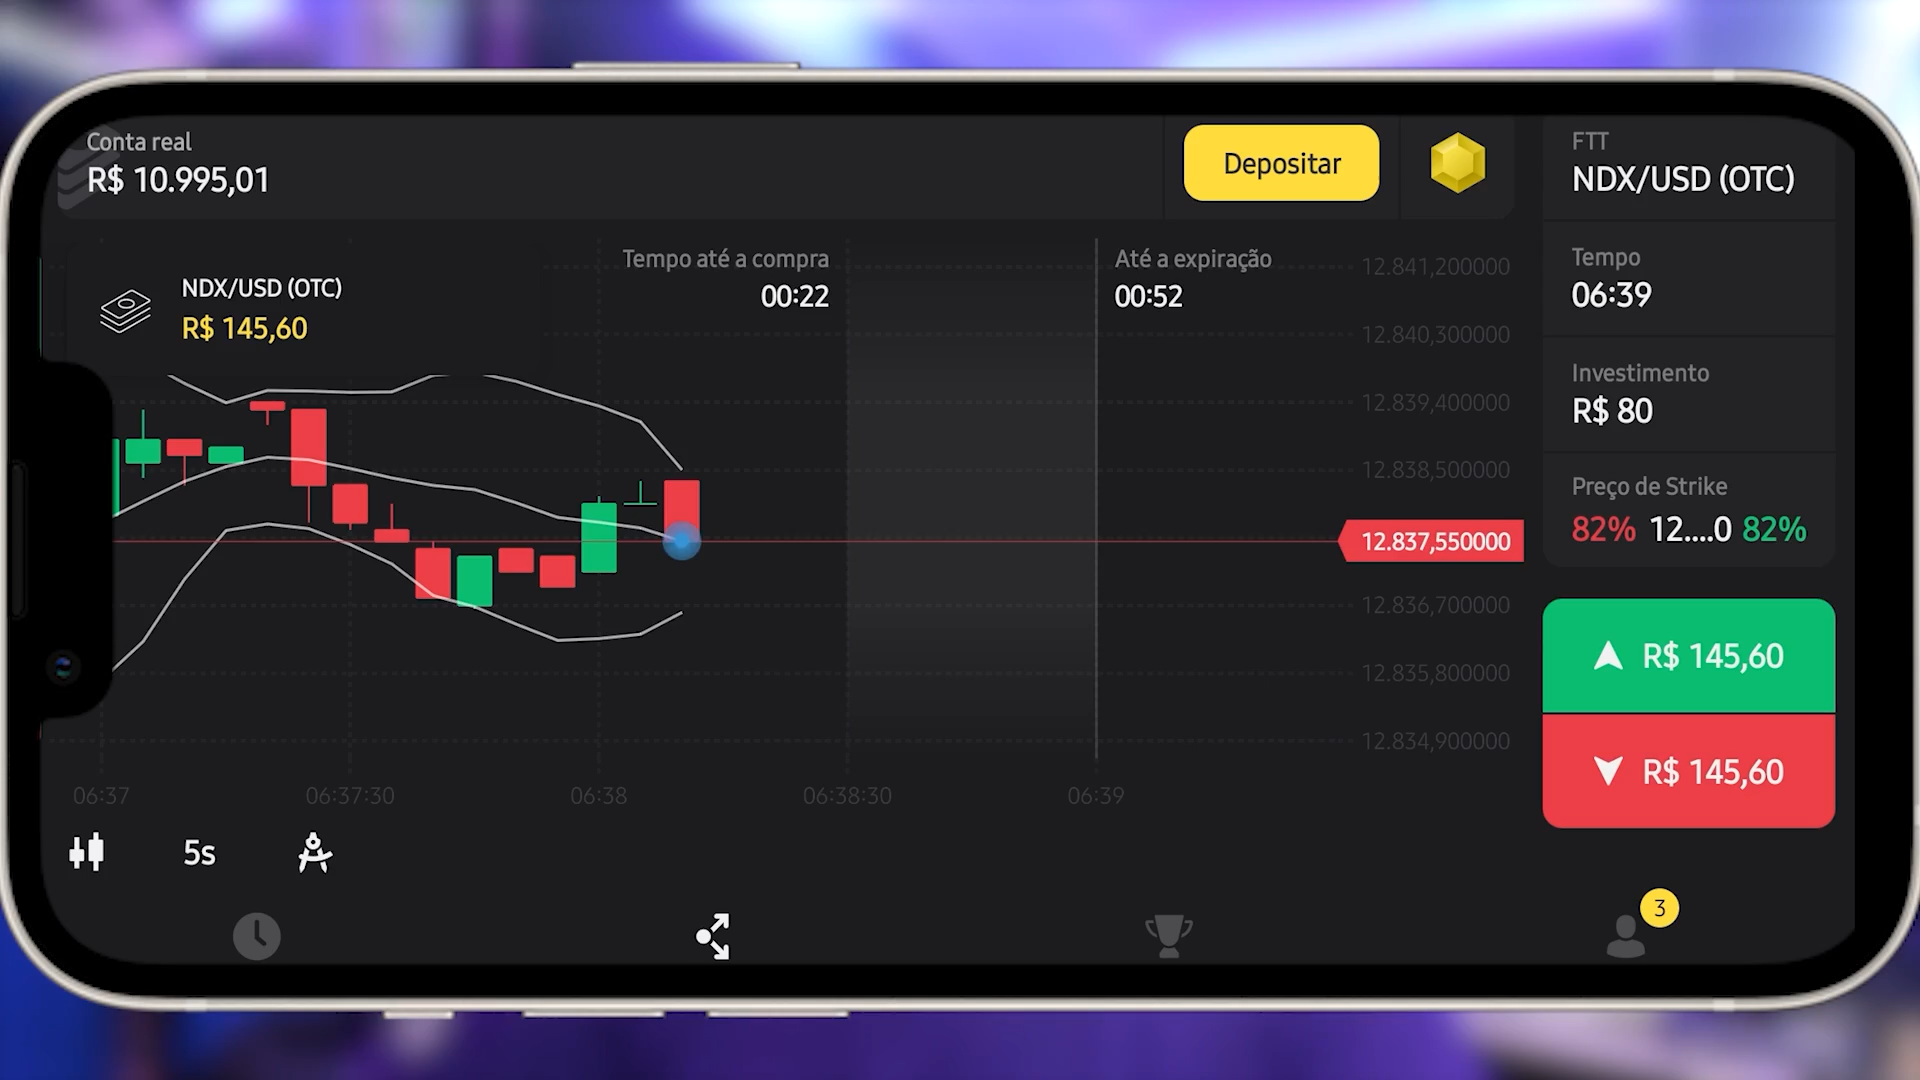 Conta real
R$ 10.995,01
Depositar
FTT
NDX/USD (OTC)
NDX/USD (OTC)
R$ 145,60
Tempo até a compra
00:22
Até a expiração
00:52
12.841,200000
12.840,300000
12.839,400000
12.838,500000
12.837,550000
12.836,700000
12.835,800000
12.834,900000
Tempo
06:39
Investimento
R$ 80
Preço de Strike
82% 12....0 82%
R$ 145,60
R$ 145,60
06:37
06:37:30
06:38
06:38:30
06:39
5s
3